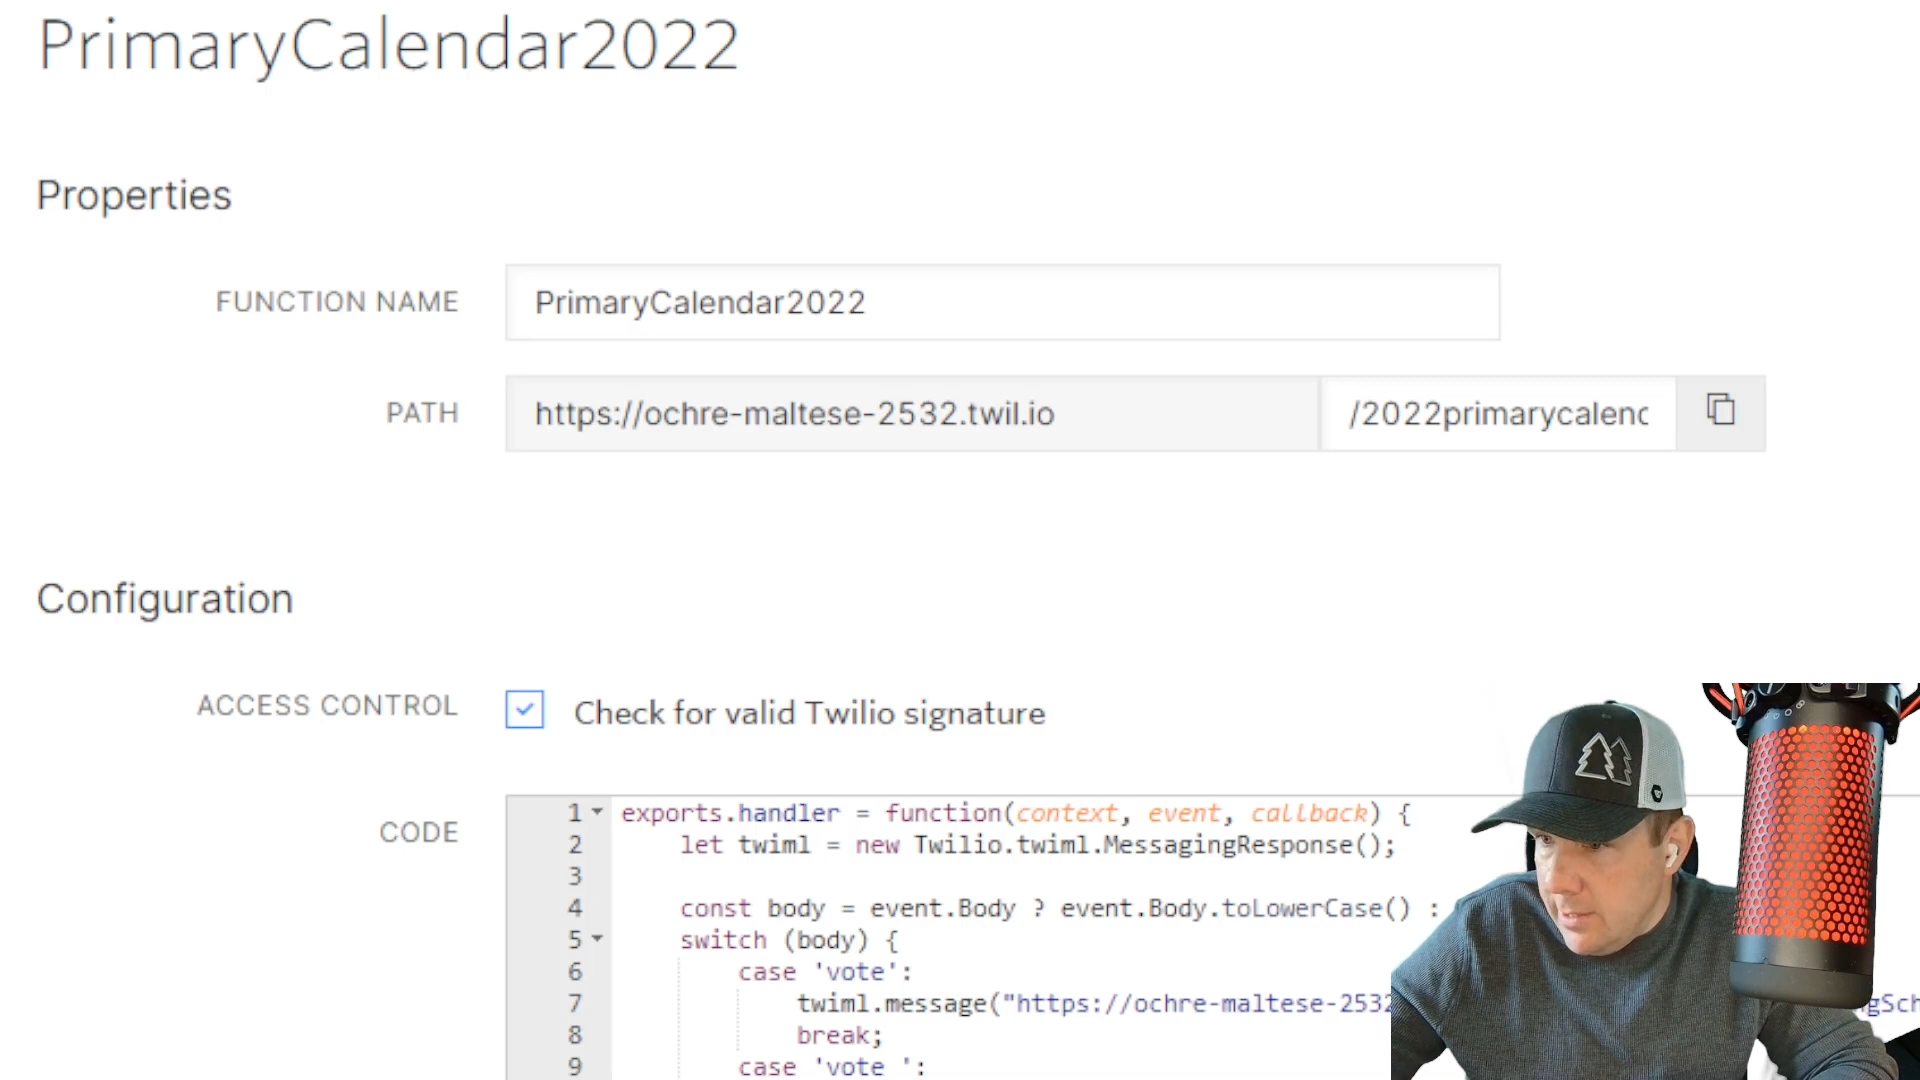 PrimaryCalendar2022
Properties
FUNCTION NAME
PrimaryCalendar2022
PATH
https://ochre-maltese-2532.twil.io
/2022primarycalen
Configuration
ACCESS CONTROL
Check for valid Twilio signature
CODE
1 exports.handler = function(context, event, callback) {
2 let twiml = new Twilio.twiml.MessagingResponse();
3
4 const body = event.Body ? event.Body.toLowerCase() :
5 switch (body) {
6 case 'vote':
7 twiml.message("https://ochre-maltese-2532 gSch
8 break;
9 case 'vote ':